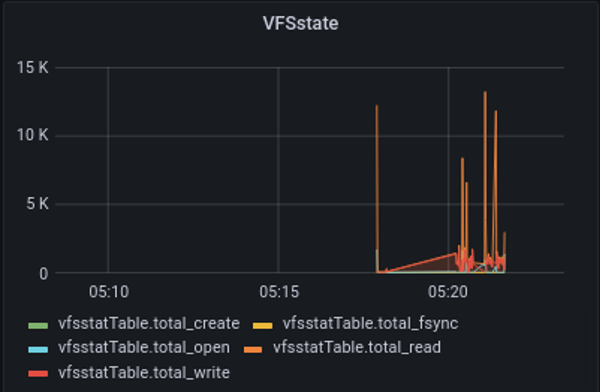 VFSstate
15 K
10 K
5 K
0
05:10 05:15 05:20
vfsstatTable.total_create vfsstatTable.total_fsync
vfsstatTable.total_open vfsstatTable.total_read
vfsstatTable.total_write